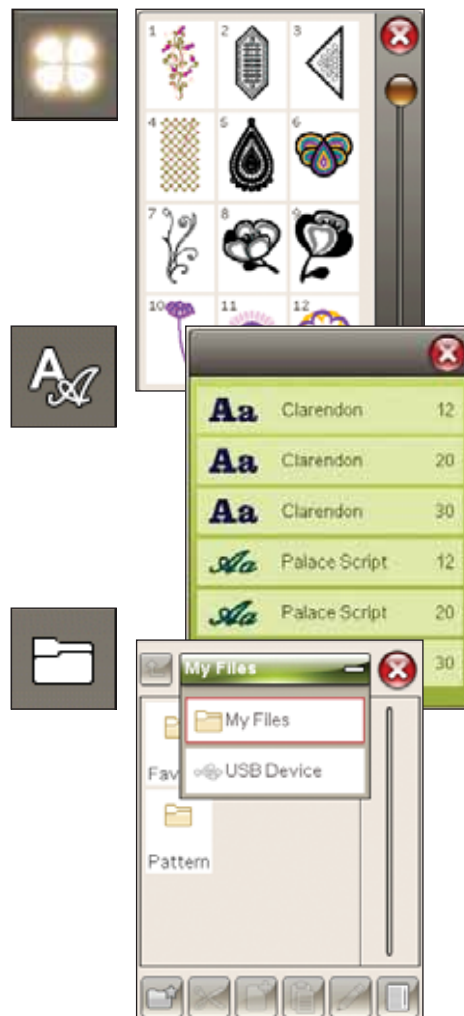 1 2 3
4 5 6
7 8 9
10 11 12
A A
Aa Clarendon 12
Aa Clarendon 20
Aa Clarendon 30
Aa Palace Script 12
Aa Palace Script 20
30
My Files
My Files
Fav USB Device
Pattern